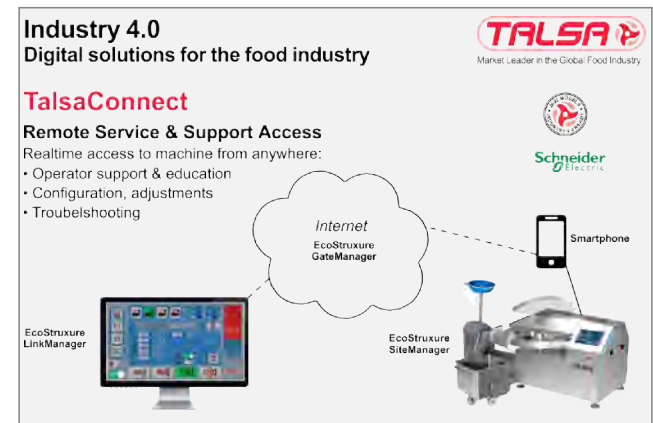 Industry 4.0
Digital solutions for the food industry
TALSA
Market Leader in the Global Food Industry
TalsaConnect
Remote Service & Support Access
Realtime access to machine from anywhere:
• Operator support & education
• Configuration, adjustments
• Troubelshooting
Schneider
Electric
Internet
EcoStruxure
GateManager
Smartphone
EcoStruxure
LinkManager
EcoStruxure
SiteManager